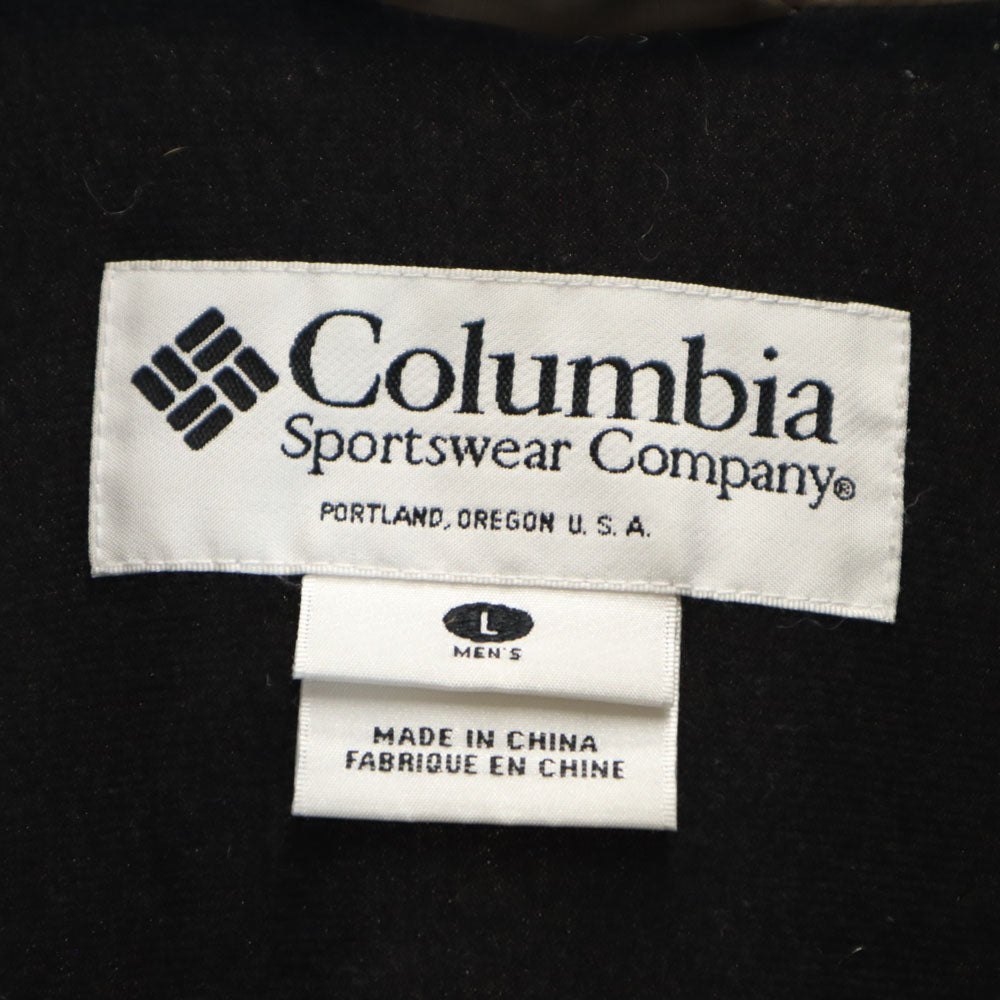 Columbia
Sportswear Company®
PORTLAND, OREGON U. S. A.
L
MEN'S
MADE IN CHINA
FABRIQUE EN CHINE